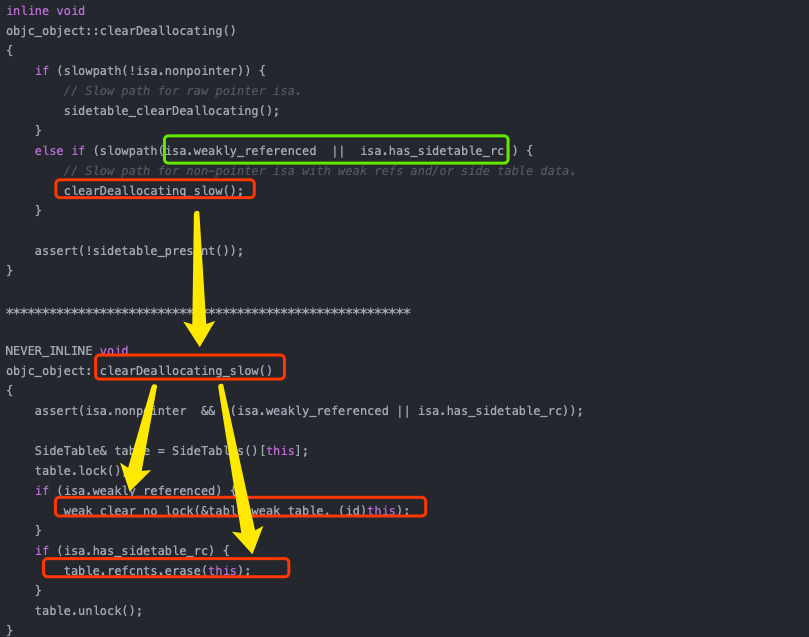 inline void
objc_object::clearDeallocating()
{
    if (slowpath(!isa.nonpointer)) {
        // Slow path for raw pointer isa.
        sidetable_clearDeallocating();
    }
    else if (slowpath(isa.weakly_referenced  ||  isa.has_sidetable_rc)) {
        // Slow path for non-pointer isa with weak refs and/or side table data.
        clearDeallocating_slow();
    }

    assert(!sidetable_present());
}

********************************************************

NEVER_INLINE void
objc_object::clearDeallocating_slow()
{
    assert(isa.nonpointer  &&  (isa.weakly_referenced || isa.has_sidetable_rc));

    SideTable& table = SideTables()[this];
    table.lock();
    if (isa.weakly_referenced) {
        weak_clear_no_lock(&table.weak_table, (id)this);
    }
    if (isa.has_sidetable_rc) {
        table.refcnts.erase(this);
    }
    table.unlock();
}